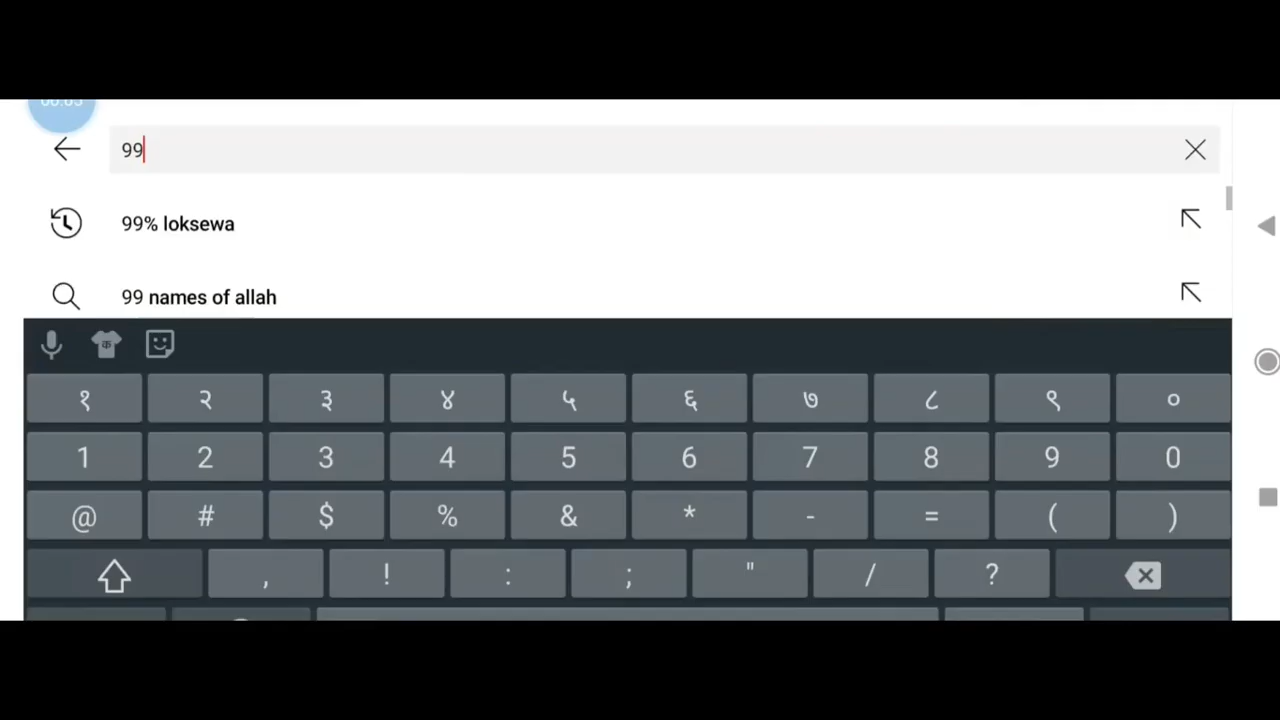 99
99% loksewa
99 names of allah
क
१ २ ३ ४ ५ ६ ७ ८ ९ ०
1 2 3 4 5 6 7 8 9 0
@ # $ % & * - = ( )
, ! : ; " / ?